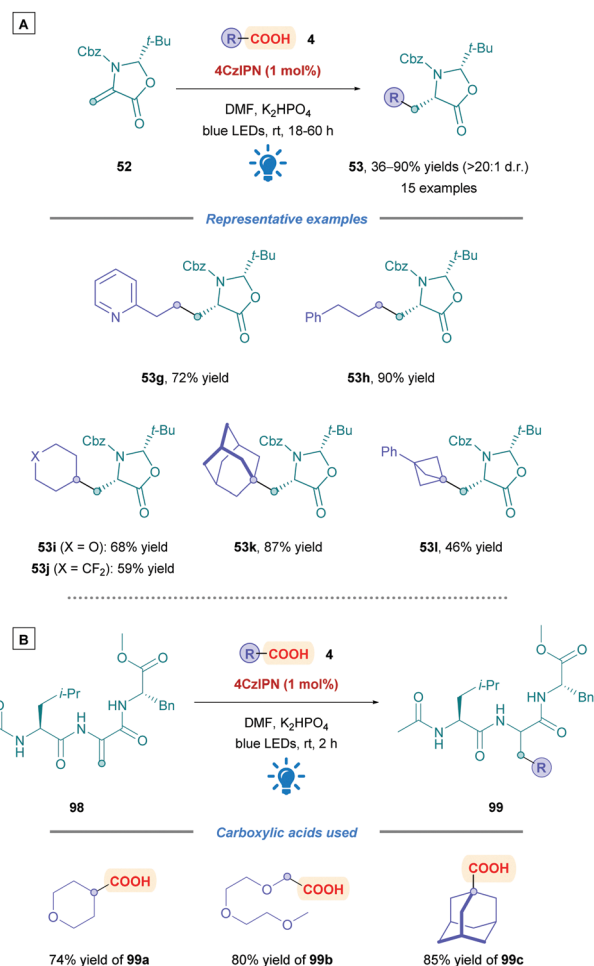 A
Cbz
t-Bu
N
O
O
52
R–COOH 4
4CzIPN (1 mol%)
DMF, K₂HPO₄
blue LEDs, rt, 18-60 h
Cbz
t-Bu
N
O
R
O
53, 36–90% yields (>20:1 d.r.)
15 examples
Representative examples
Cbz
t-Bu
N
O
N
O
53g, 72% yield
Cbz
t-Bu
N
O
Ph
O
53h, 90% yield
Cbz
t-Bu
X
N
O
O
53i (X = O): 68% yield
53j (X = CF₂): 59% yield
Cbz
t-Bu
N
O
O
53k, 87% yield
Ph
Cbz
t-Bu
N
O
O
53l, 46% yield
B
O
O
i-Pr
HN
Bn
H
N
O
N
H
O
O
98
R–COOH 4
4CzIPN (1 mol%)
DMF, K₂HPO₄
blue LEDs, rt, 2 h
O
O
i-Pr
HN
Bn
O
H
N
O
N
H
O
R
99
Carboxylic acids used
COOH
O
74% yield of 99a
O
COOH
O
O
80% yield of 99b
COOH
85% yield of 99c